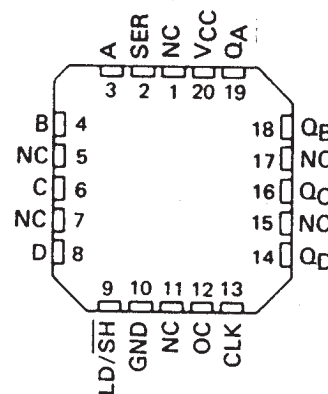 A SER NC VCC QA
3 2 1 20 19
B 4 18 QB
NC 5 17 NC
C 6 16 QC
NC 7 15 NC
D 8 14 QD
9 10 11 12 13
LD/SH GND NC OC CLK